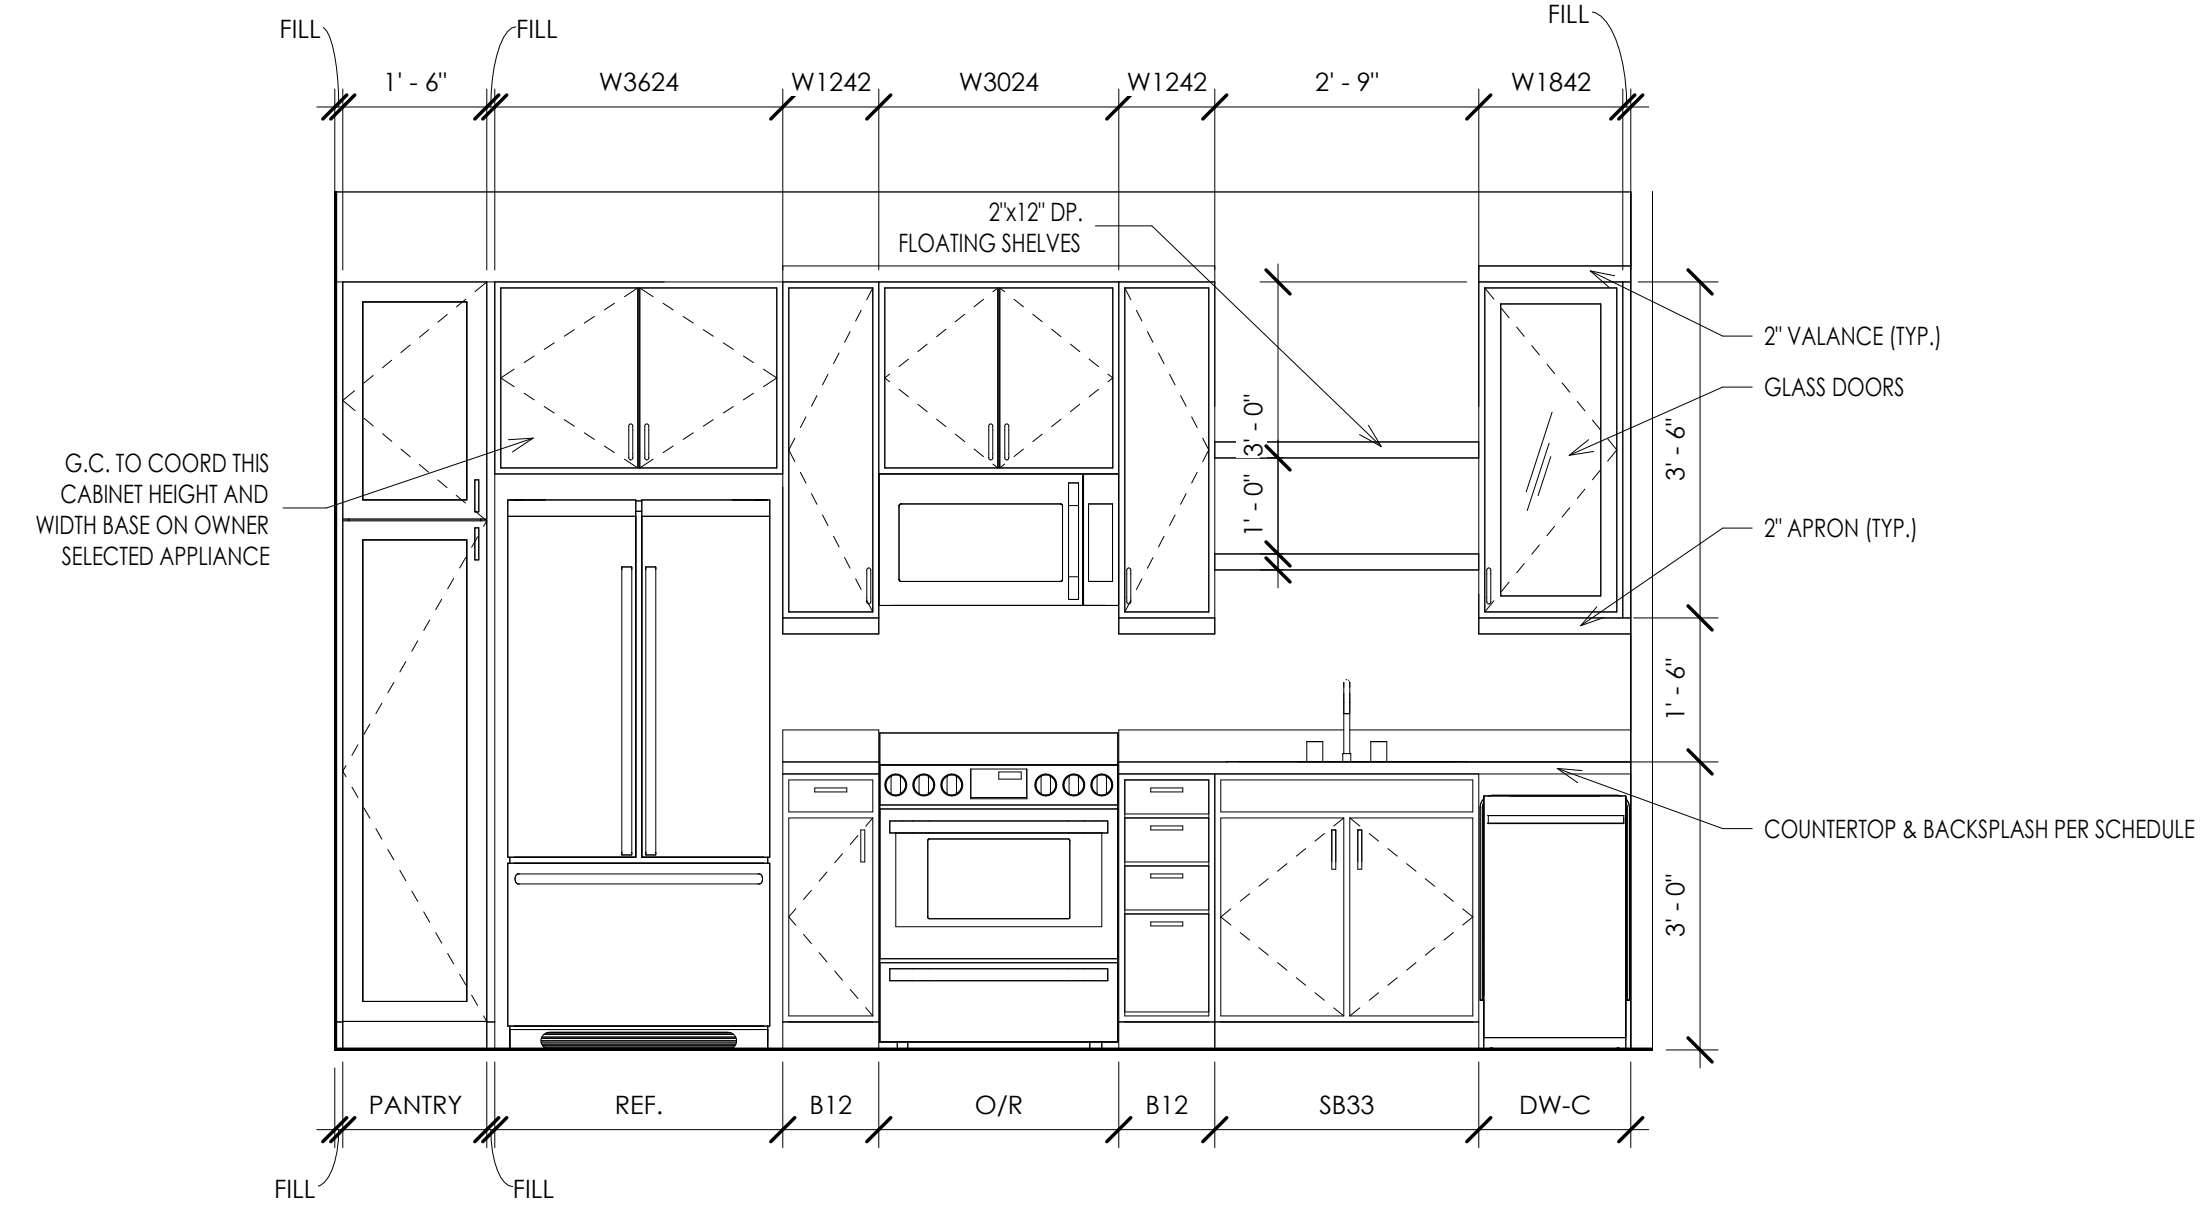 FILL
FILL
FILL
1' - 6"
W3624
W1242
W3024
W1242
2' - 9"
W1842
2"x12" DP.
FLOATING SHELVES
2" VALANCE (TYP.)
GLASS DOORS
3' - 0"
3' - 6"
G.C. TO COORD THIS
CABINET HEIGHT AND
WIDTH BASE ON OWNER
SELECTED APPLIANCE
1' - 0"
2" APRON (TYP.)
1' - 6"
COUNTERTOP & BACKSPLASH PER SCHEDULE
3' - 0"
PANTRY
REF.
B12
O/R
B12
SB33
DW-C
FILL
FILL